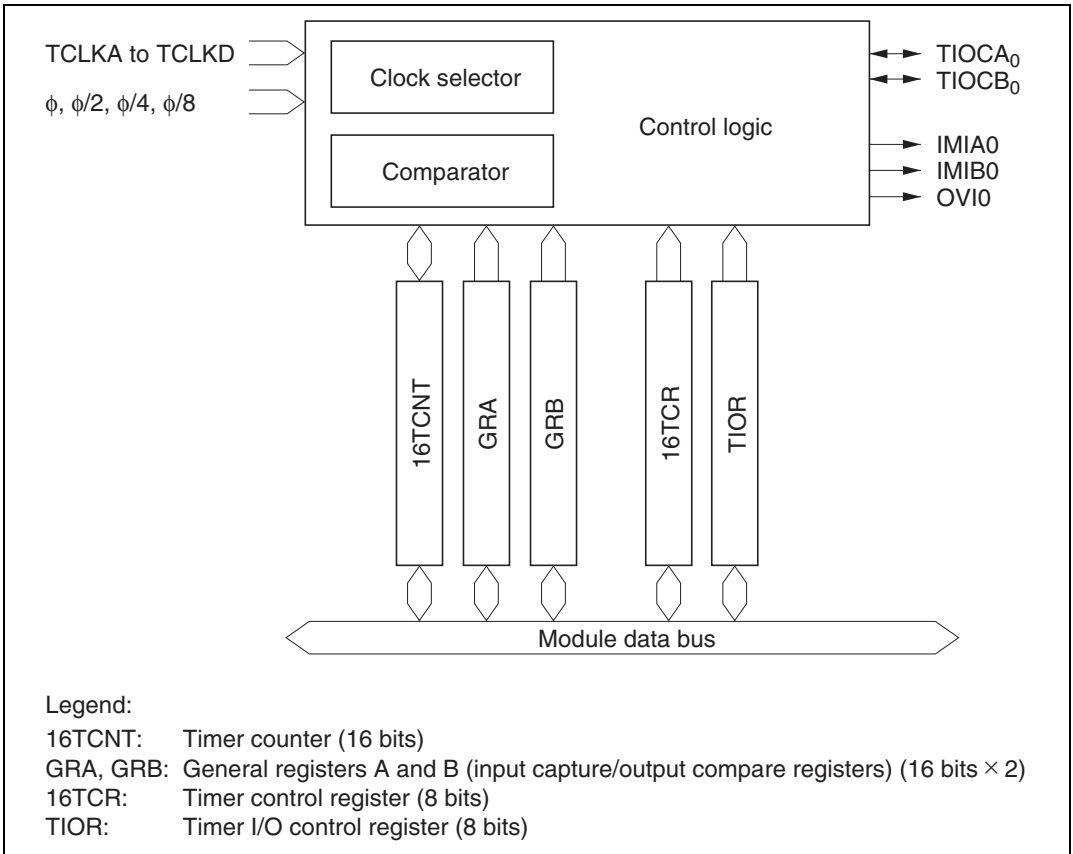 TCLKA to TCLKD
ϕ, ϕ/2, ϕ/4, ϕ/8
Clock selector
Comparator
Control logic
TIOCA₀
TIOCB₀
IMIA0
IMIB0
OVI0
16TCNT
GRA
GRB
16TCR
TIOR
Module data bus
Legend:
16TCNT: Timer counter (16 bits)
GRA, GRB: General registers A and B (input capture/output compare registers) (16 bits × 2)
16TCR: Timer control register (8 bits)
TIOR: Timer I/O control register (8 bits)